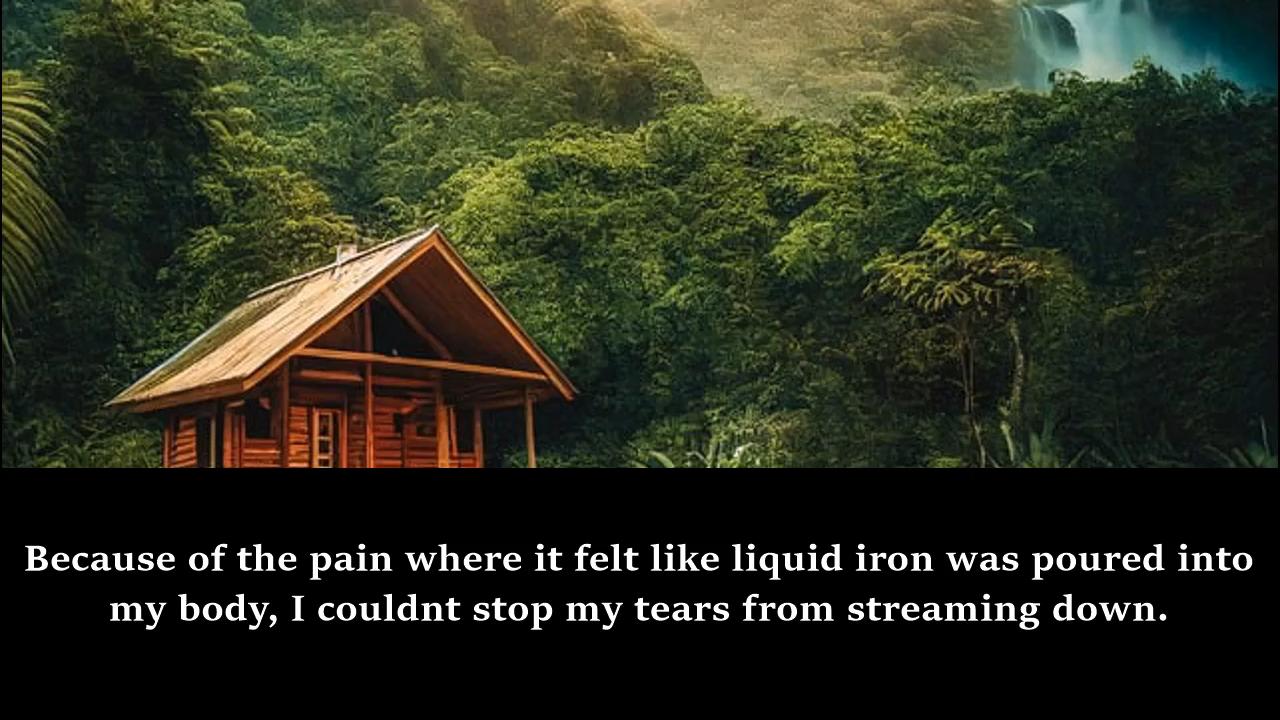 Because of the pain where it felt like liquid iron was poured into
my body, I couldnt stop my tears from streaming down.